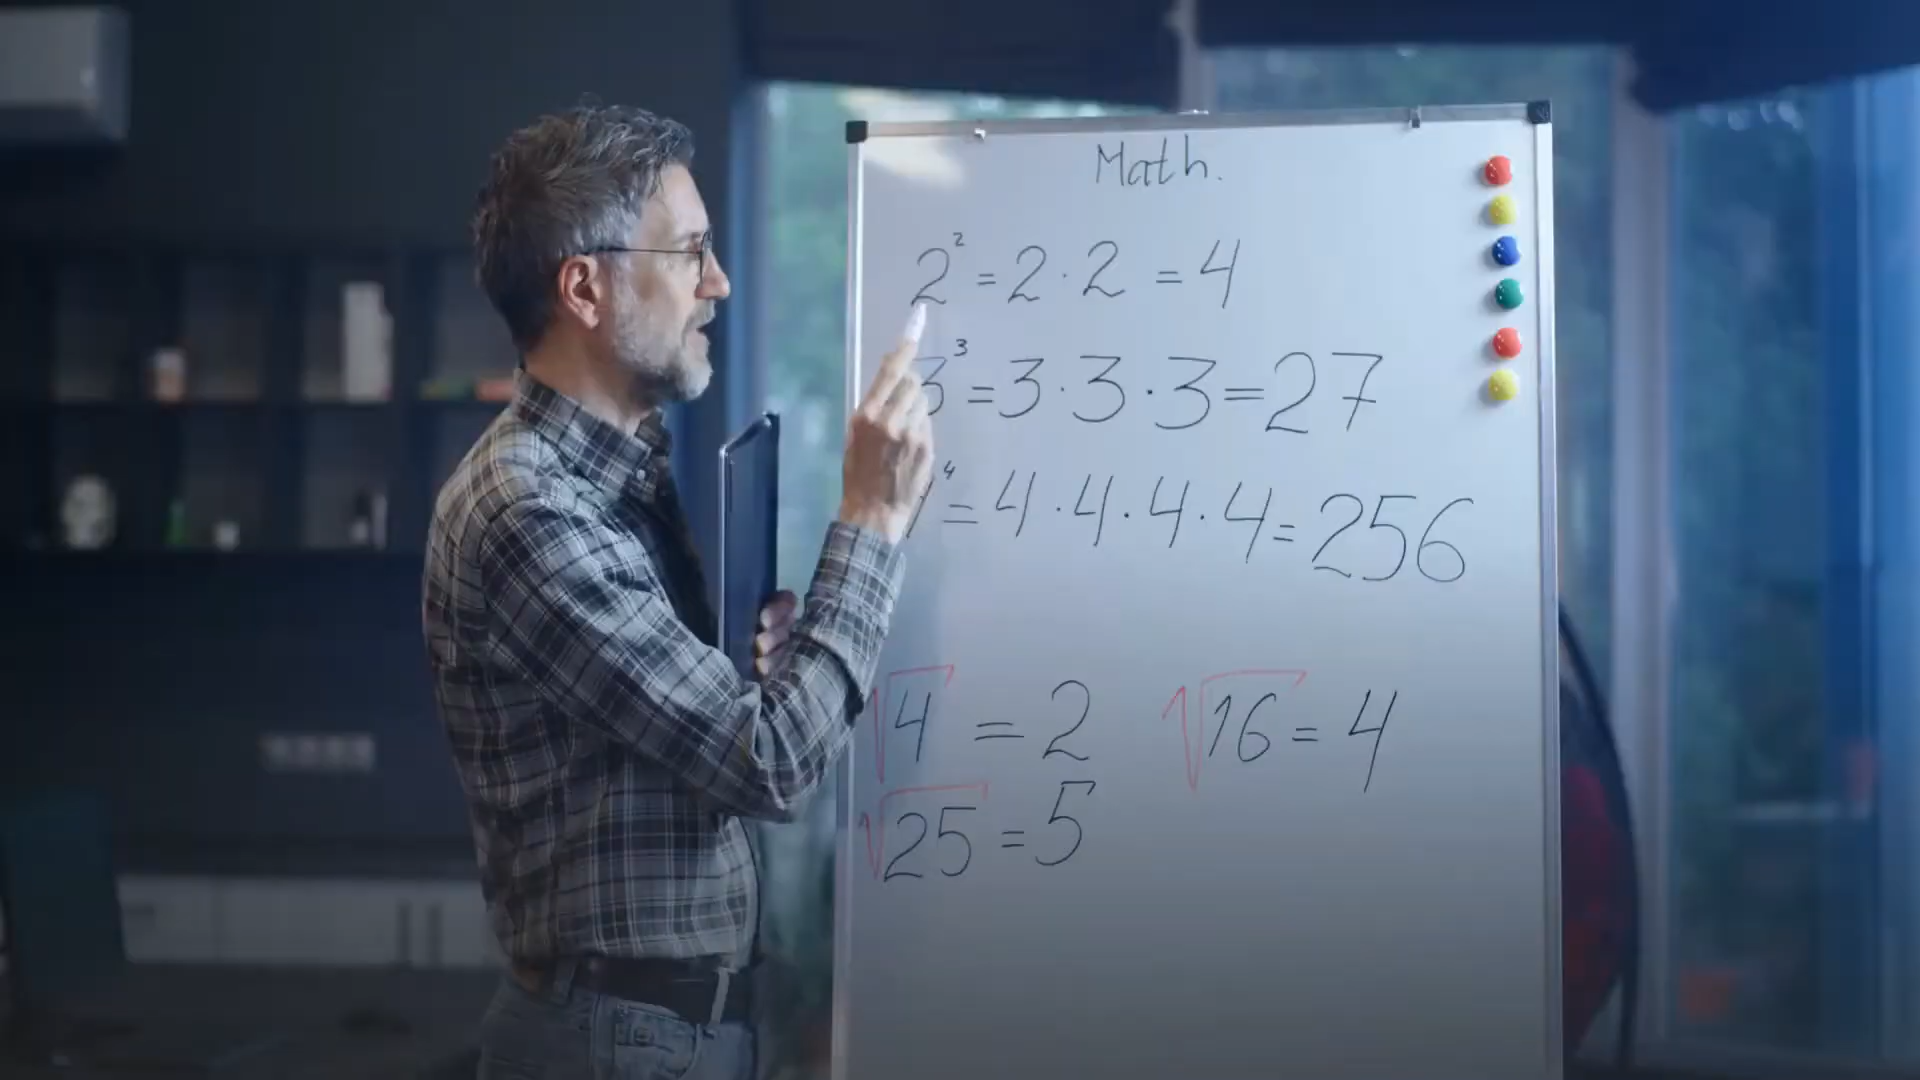 Math.
2² = 2 · 2 = 4
3³ = 3 · 3 · 3 = 27
4⁴ = 4 · 4 · 4 · 4 = 256
√4 = 2 √16 = 4
√25 = 5